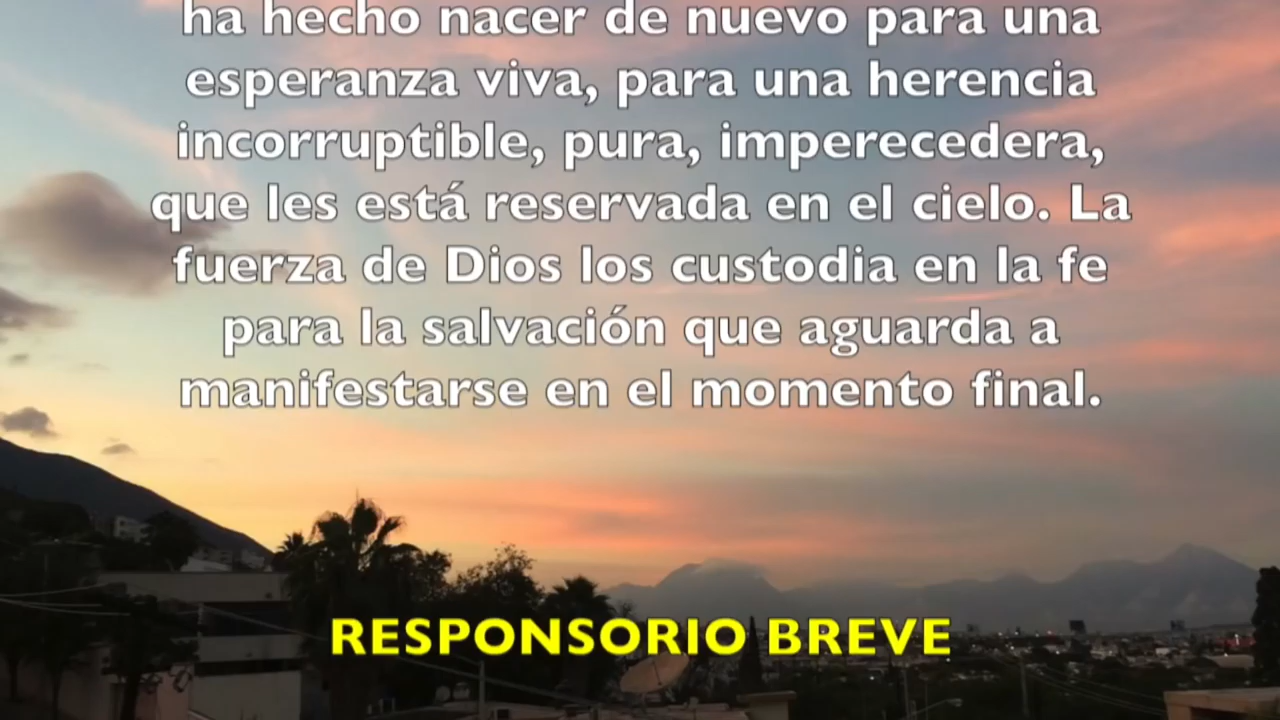 ha hecho nacer de nuevo para una
esperanza viva, para una herencia
incorruptible, pura, imperecedera,
que les está reservada en el cielo. La
fuerza de Dios los custodia en la fe
para la salvación que aguarda a
manifestarse en el momento final.
RESPONSORIO BREVE